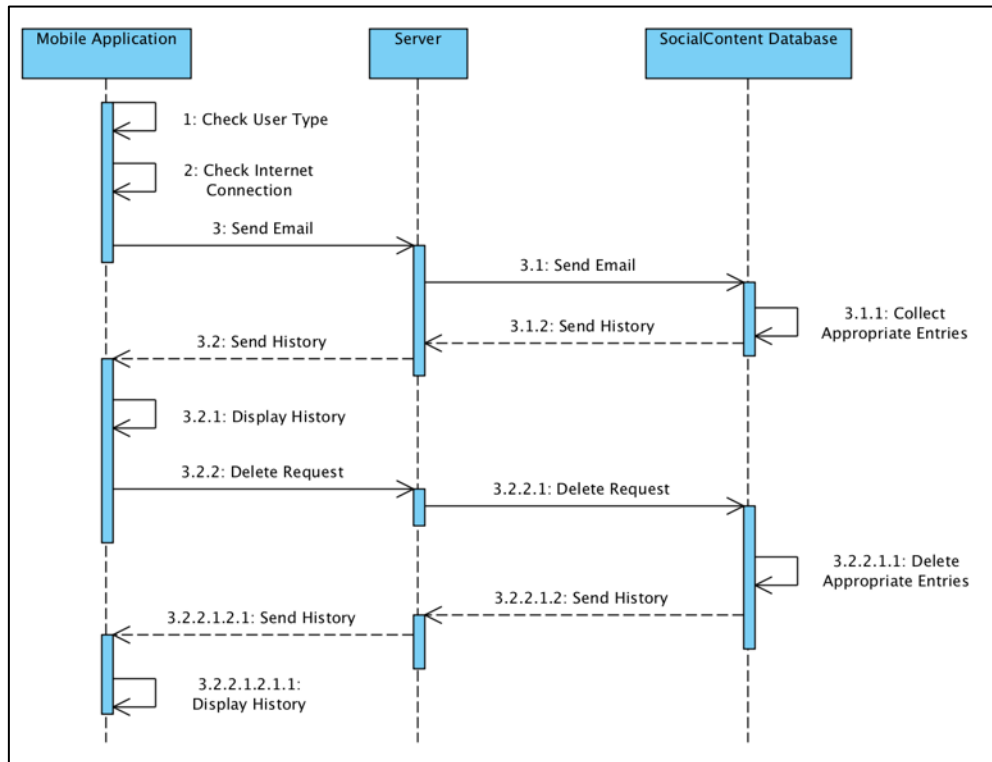 Mobile Application
Server
SocialContent Database
1: Check User Type
2: Check Internet
Connection
3: Send Email
3.1: Send Email
3.1.1: Collect
Appropriate Entries
3.1.2: Send History
3.2: Send History
3.2.1: Display History
3.2.2: Delete Request
3.2.2.1: Delete Request
3.2.2.1.1: Delete
Appropriate Entries
3.2.2.1.2: Send History
3.2.2.1.2.1: Send History
3.2.2.1.2.1.1:
Display History